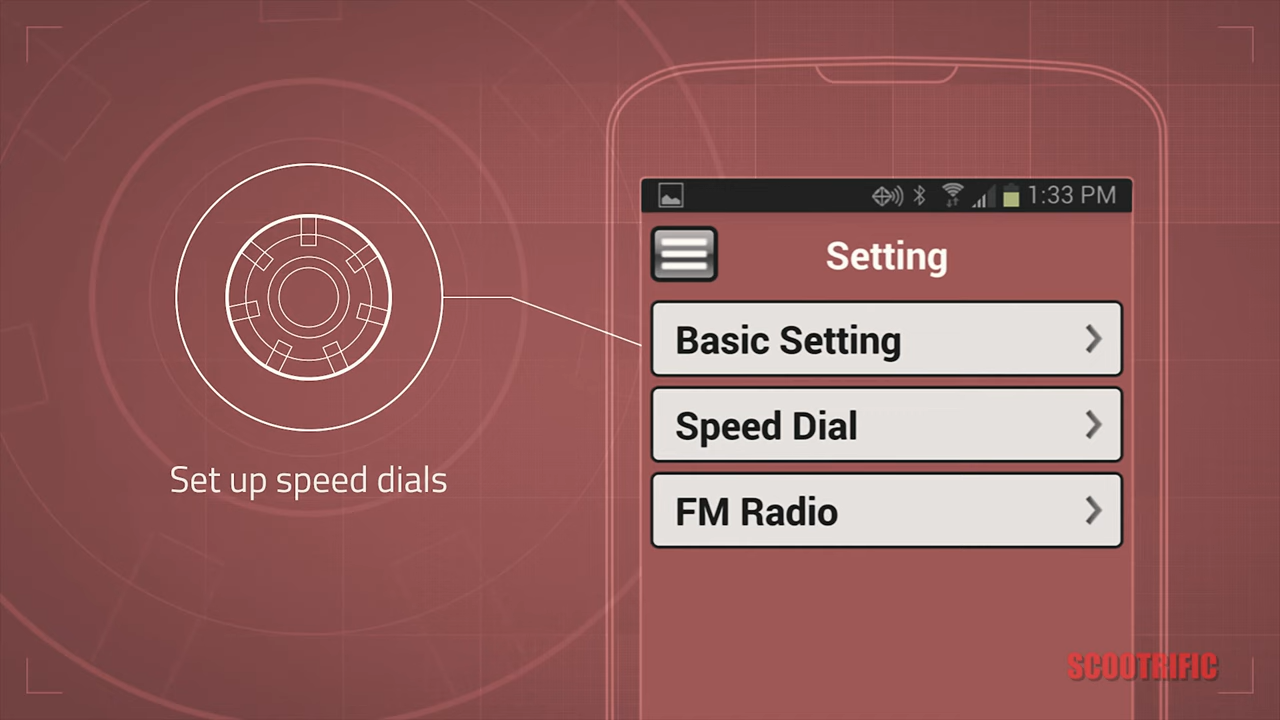 1:33 PM
Setting
Basic Setting
Speed Dial
FM Radio
Set up speed dials
SCOOTRIFIC